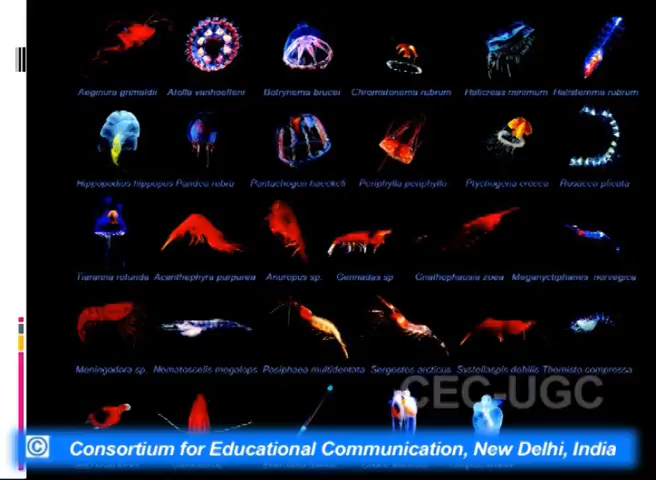 Aeginura grimaldii Atolla vanhoeffeni Botrynema brucei Chromatonema rubrum Halicreas minimum Halistemma rubrum
Hippopodius hippopus Pandea rubra Pantachogon haeckeli Periphylla periphylla Ptychogena crocea Rosacea plicata
Tiaranna rotunda Acanthephyra purpurea Anuropus sp. Gennadas sp Gnathophausia zoea Meganyctiphanes norvegica
Meningodora sp. Nematoscelis megalops Pasiphaea multidentata Sergestes arcticus Systellaspis debilis Themisto compressa
CEC-UGC
© Consortium for Educational Communication, New Delhi, India